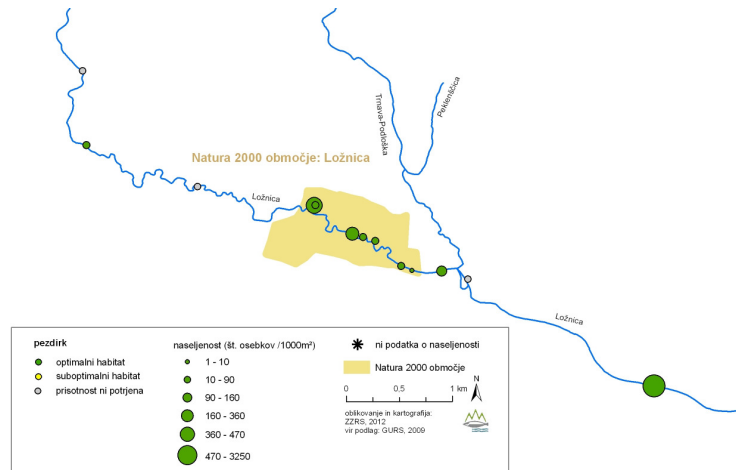 Trnava-Podloška
Peklenščica
Natura 2000 območje: Ložnica
Ložnica
Ložnica
pezdirk
optimalni habitat
suboptimalni habitat
prisotnost ni potrjena
naseljenost (št. osebkov /1000m²)
1 - 10
10 - 90
90 - 160
160 - 360
360 - 470
470 - 3250
ni podatka o naseljenosti
Natura 2000 območje
0 0,5 1 km
N
oblikovanje in kartografija:
ZZRS, 2012
vir podlag: GURS, 2009